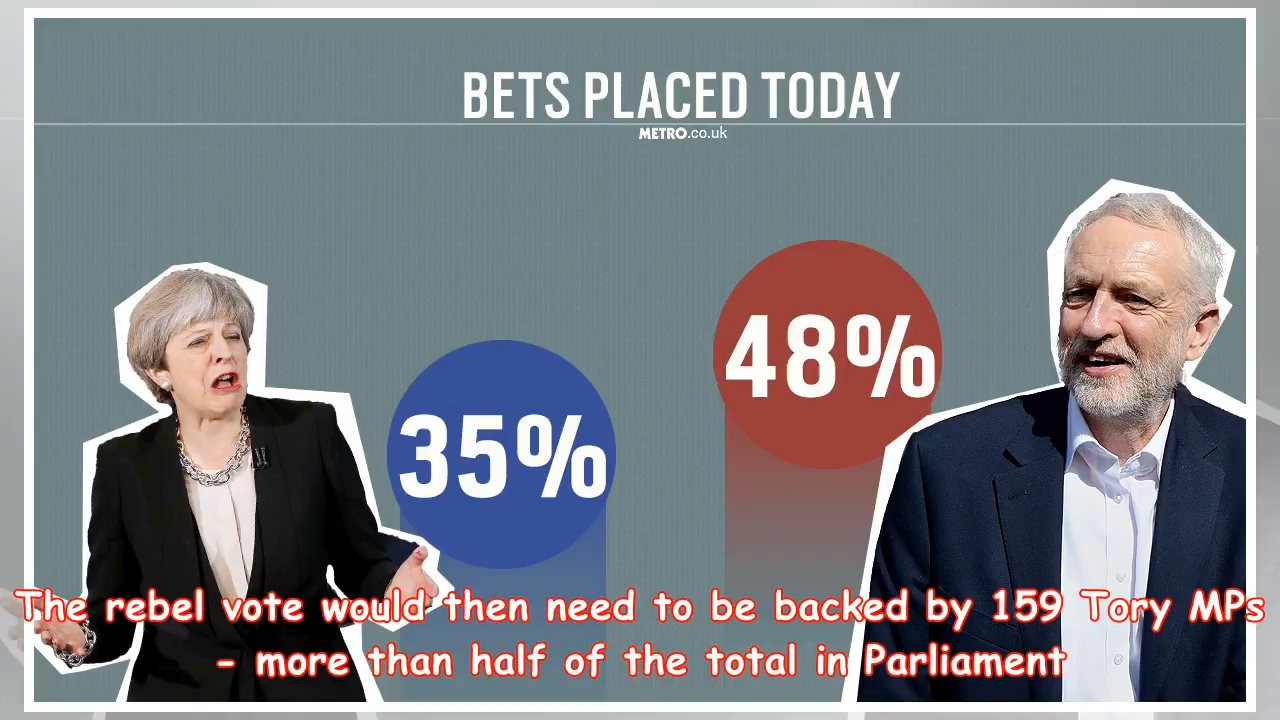 BETS PLACED TODAY
METRO.co.uk
48%
35%
The rebel vote would then need to be backed by 159 Tory MPs
- more than half of the total in Parliament